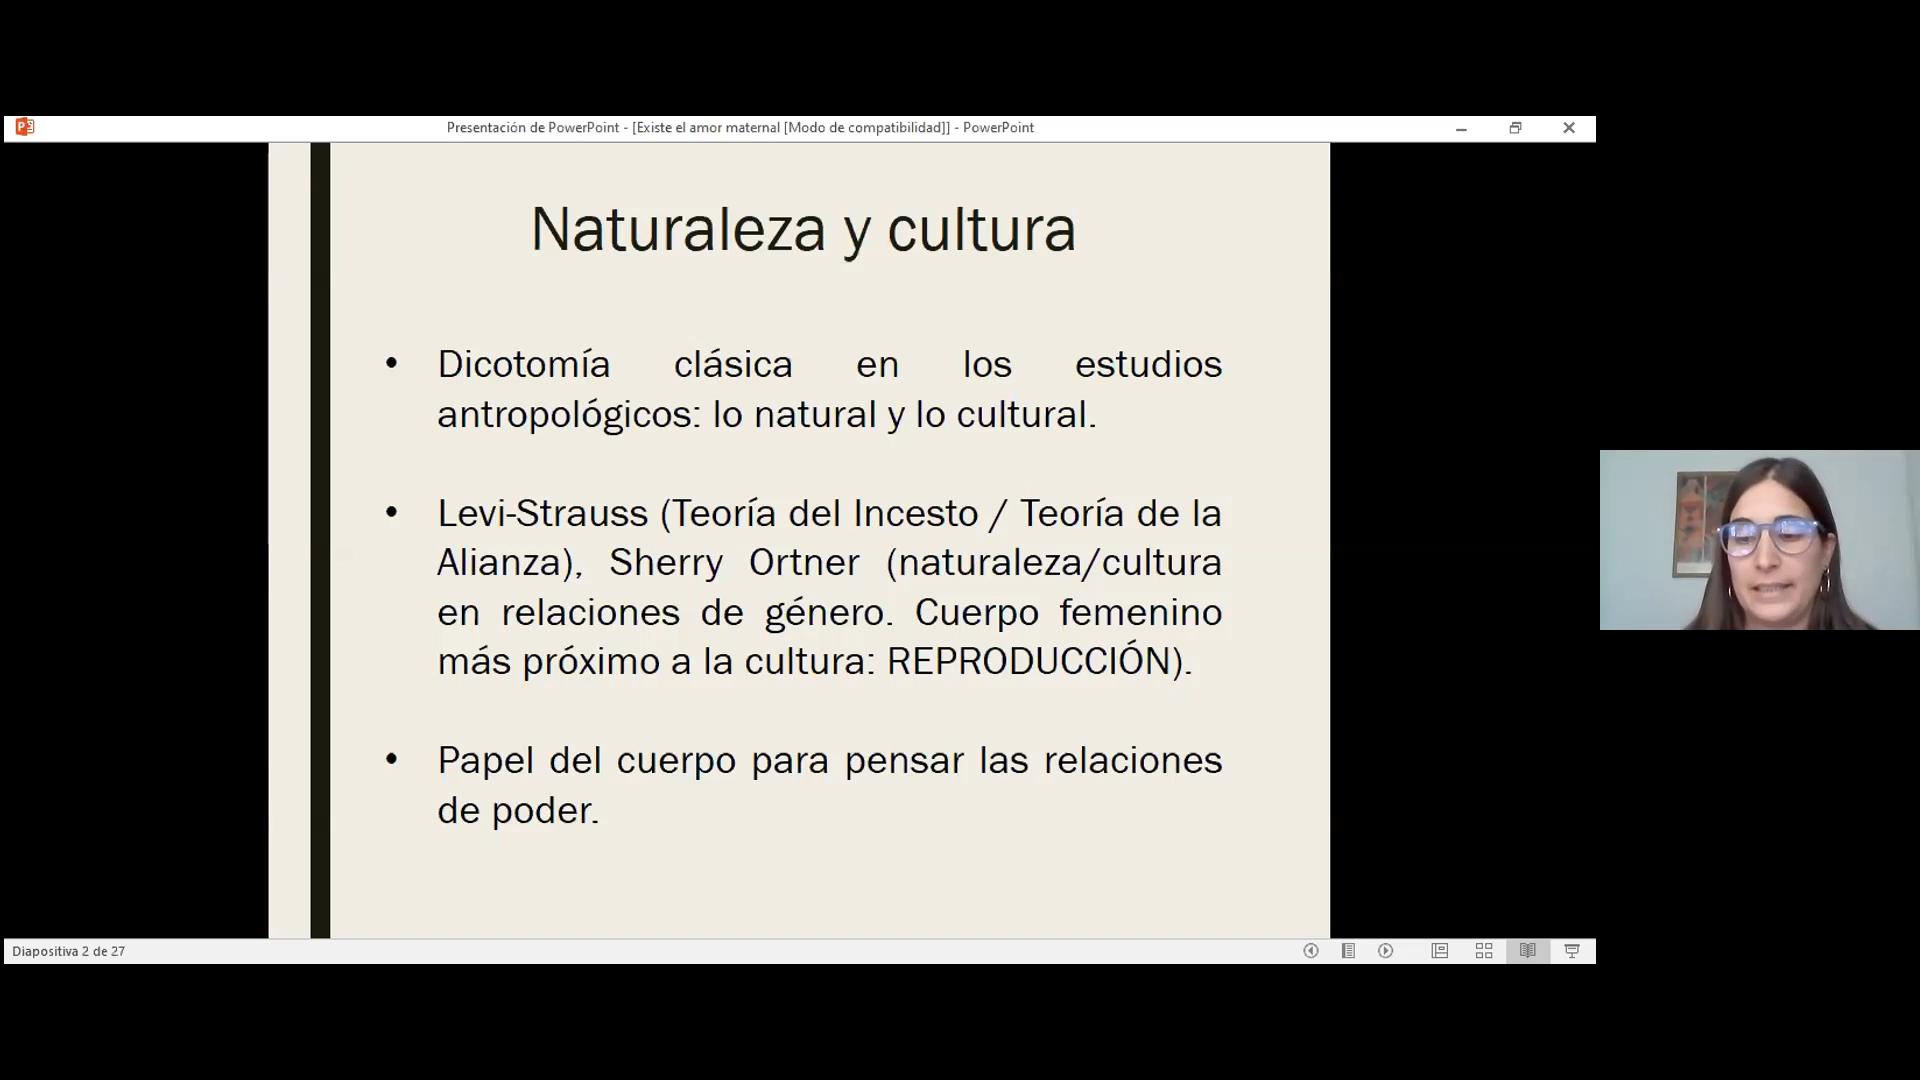 Presentación de PowerPoint - [Existe el amor maternal [Modo de compatibilidad]] - PowerPoint
Naturaleza y cultura
• Dicotomía clásica en los estudios
antropológicos: lo natural y lo cultural.
• Levi-Strauss (Teoría del Incesto / Teoría de la
Alianza), Sherry Ortner (naturaleza/cultura
en relaciones de género. Cuerpo femenino
más próximo a la cultura: REPRODUCCIÓN).
• Papel del cuerpo para pensar las relaciones
de poder.
Diapositiva 2 de 27